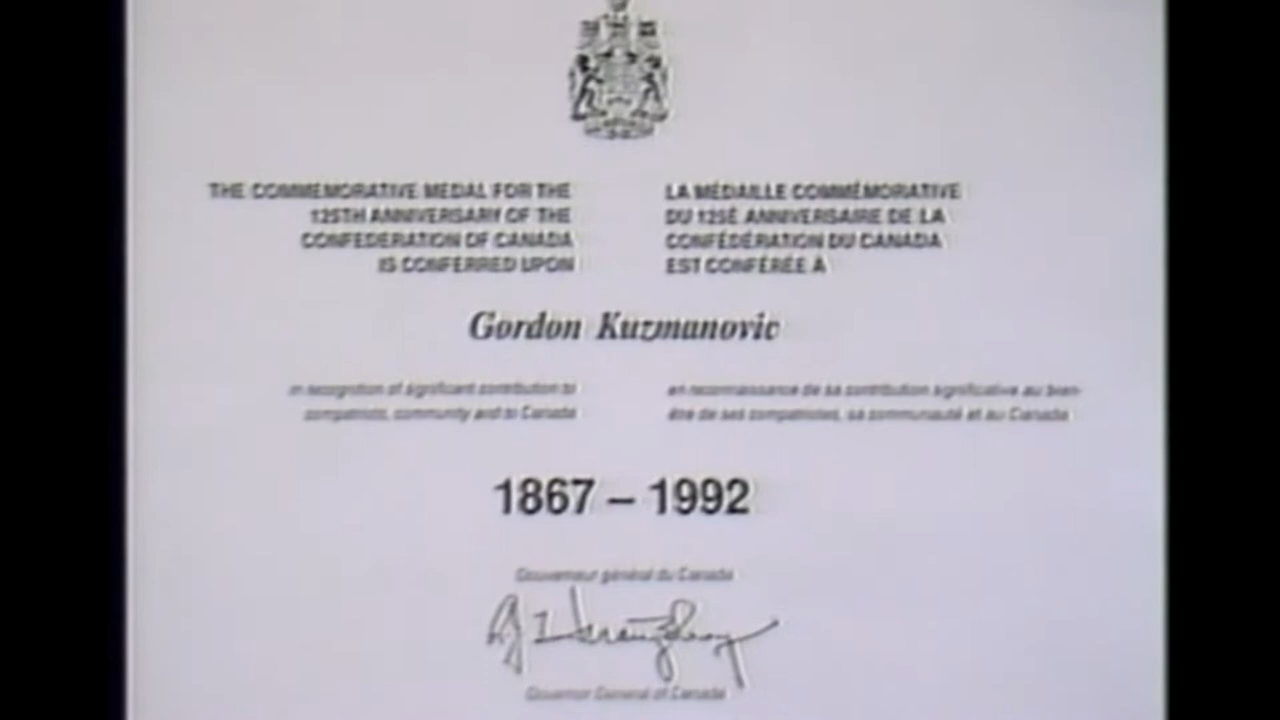 THE COMMEMORATIVE MEDAL FOR THE
125TH ANNIVERSARY OF THE
CONFEDERATION OF CANADA
IS CONFERRED UPON
LA MÉDAILLE COMMÉMORATIVE
DU 125E ANNIVERSAIRE DE LA
CONFÉDÉRATION DU CANADA
EST CONFÉRÉE À
Gordon Kuzmanovic
in recognition of significant contribution to
compatriots, community and to Canada
en reconnaissance de sa contribution significative au bien-
être de ses compatriotes, sa communauté et au Canada
1867 – 1992
Gouverneur général du Canada
Governor General of Canada